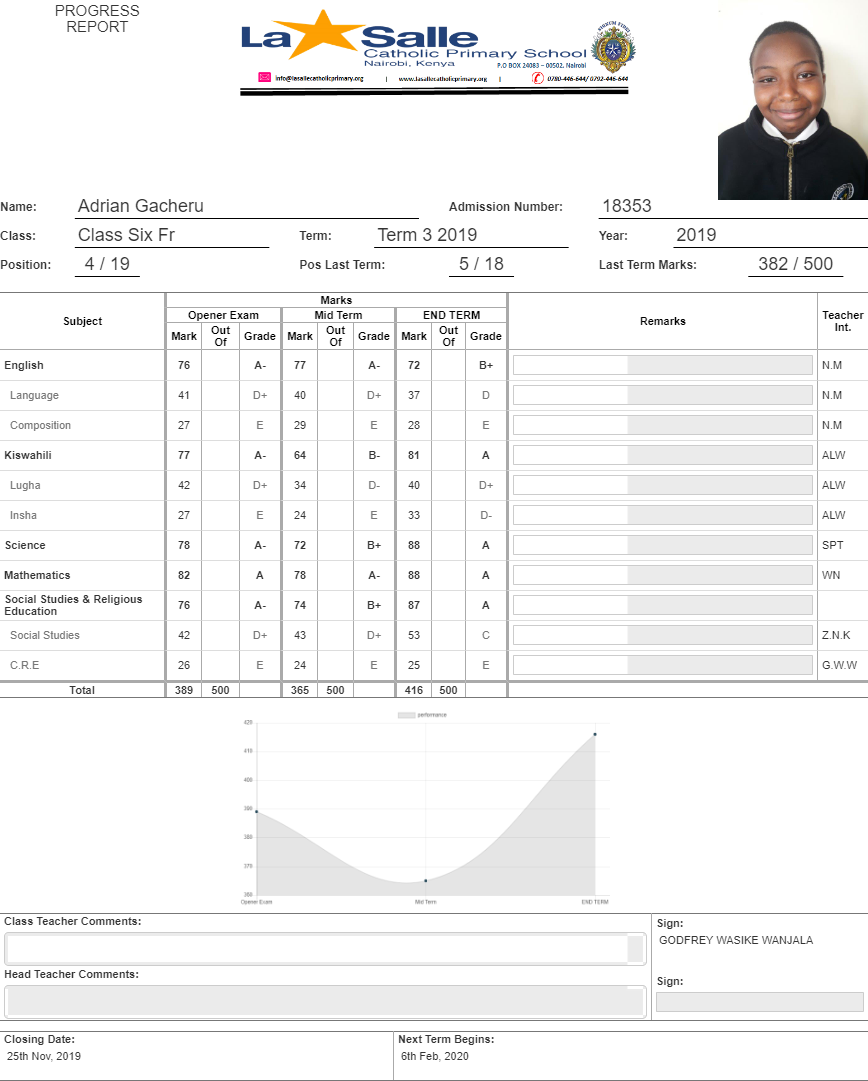 PROGRESS
REPORT
La Salle
Catholic Primary School
Nairobi, Kenya
P.O BOX 24083 – 00502, Nairobi
info@lasallecatholicprimary.org | www.lasallecatholicprimary.org | 0780-446-644/ 0792-446-644
Name: Adrian Gacheru Admission Number: 18353
Class: Class Six Fr Term: Term 3 2019 Year: 2019
Position: 4 / 19 Pos Last Term: 5 / 18 Last Term Marks: 382 / 500
Subject Marks Remarks Teacher Int.
Opener Exam Mid Term END TERM
Mark Out Of Grade Mark Out Of Grade Mark Out Of Grade
English 76 A- 77 A- 72 B+ N.M
Language 41 D+ 40 D+ 37 D N.M
Composition 27 E 29 E 28 E N.M
Kiswahili 77 A- 64 B- 81 A ALW
Lugha 42 D+ 34 D- 40 D+ ALW
Insha 27 E 24 E 33 D- ALW
Science 78 A- 72 B+ 88 A SPT
Mathematics 82 A 78 A- 88 A WN
Social Studies & Religious
Education 76 A- 74 B+ 87 A
Social Studies 42 D+ 43 D+ 53 C Z.N.K
C.R.E 26 E 24 E 25 E G.W.W
Total 389 500 365 500 416 500
performance
420
410
400
390
380
370
360
Opener Exam Mid Term END TERM
Class Teacher Comments: Sign:
GODFREY WASIKE WANJALA
Head Teacher Comments: Sign:
Closing Date: Next Term Begins:
25th Nov, 2019 6th Feb, 2020